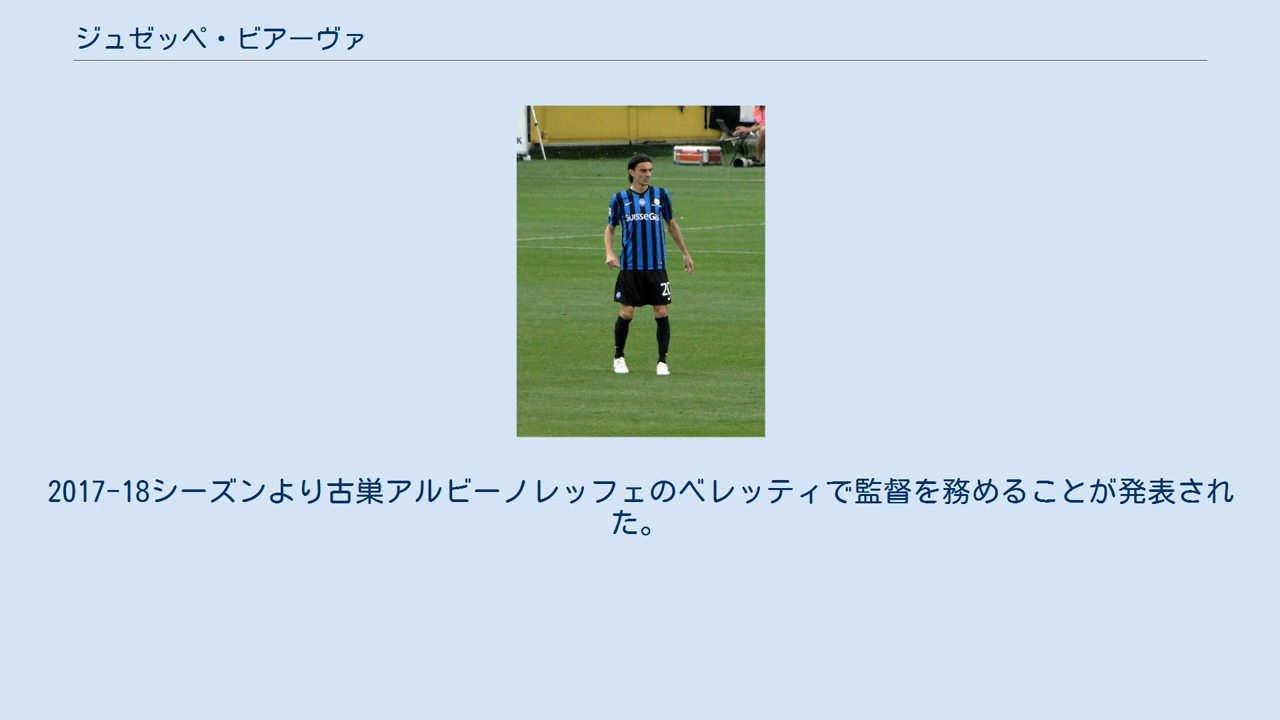 ジュゼッペ・ビアーヴァ
K
SUISSEGAS
20
2017-18シーズンより古巣アルビーノレッフェのベレッティで監督を務めることが発表され
た。